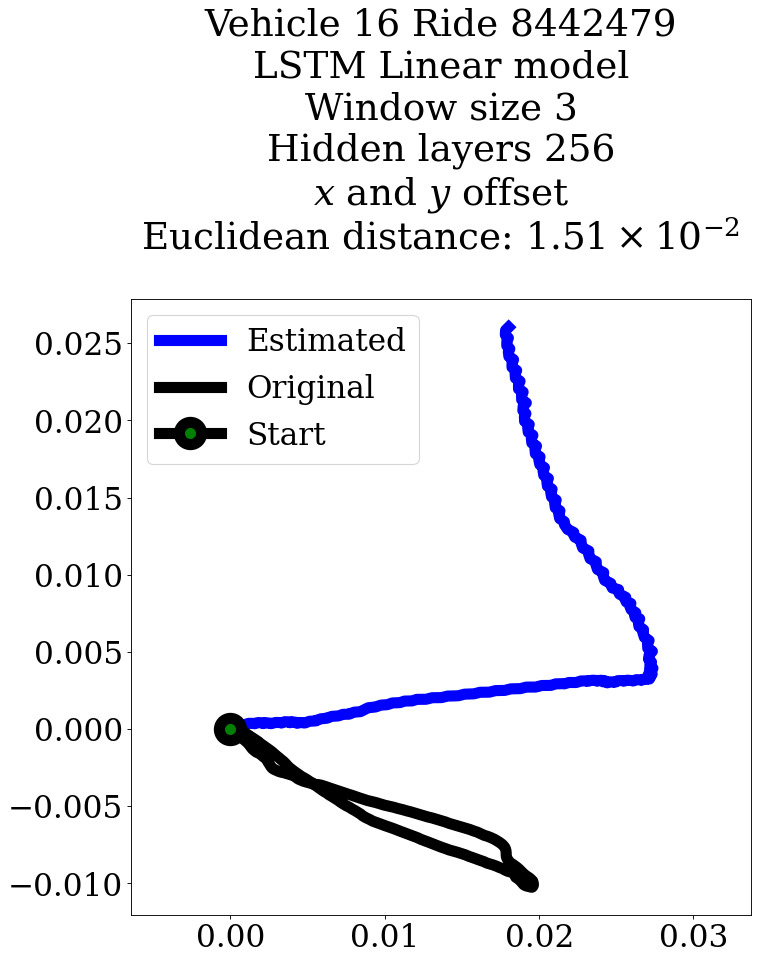 Vehicle 16 Ride 8442479
LSTM Linear model
Window size 3
Hidden layers 256
x and y offset
Euclidean distance: 1.51 × 10⁻²
Estimated
Original
Start
0.025
0.020
0.015
0.010
0.005
0.000
−0.005
−0.010
0.00 0.01 0.02 0.03